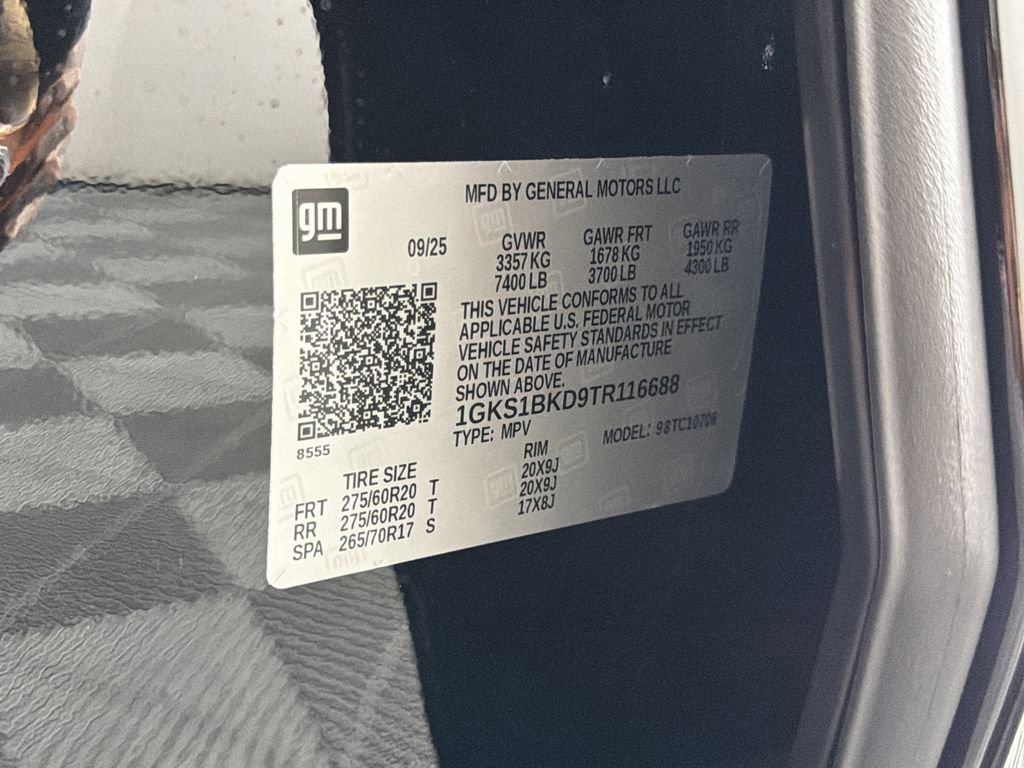 gm
MFD BY GENERAL MOTORS LLC
09/25
GVWR GAWR FRT GAWR RR
3357 KG 1678 KG 1950 KG
7400 LB 3700 LB 4300 LB
THIS VEHICLE CONFORMS TO ALL
APPLICABLE U.S. FEDERAL MOTOR
VEHICLE SAFETY STANDARDS IN EFFECT
ON THE DATE OF MANUFACTURE
SHOWN ABOVE.
1GKS1BKD9TR116688
TYPE: MPV MODEL: 98TC10706
8555
TIRE SIZE RIM
FRT 275/60R20 T 20X9J
RR 275/60R20 T 20X9J
SPA 265/70R17 S 17X8J